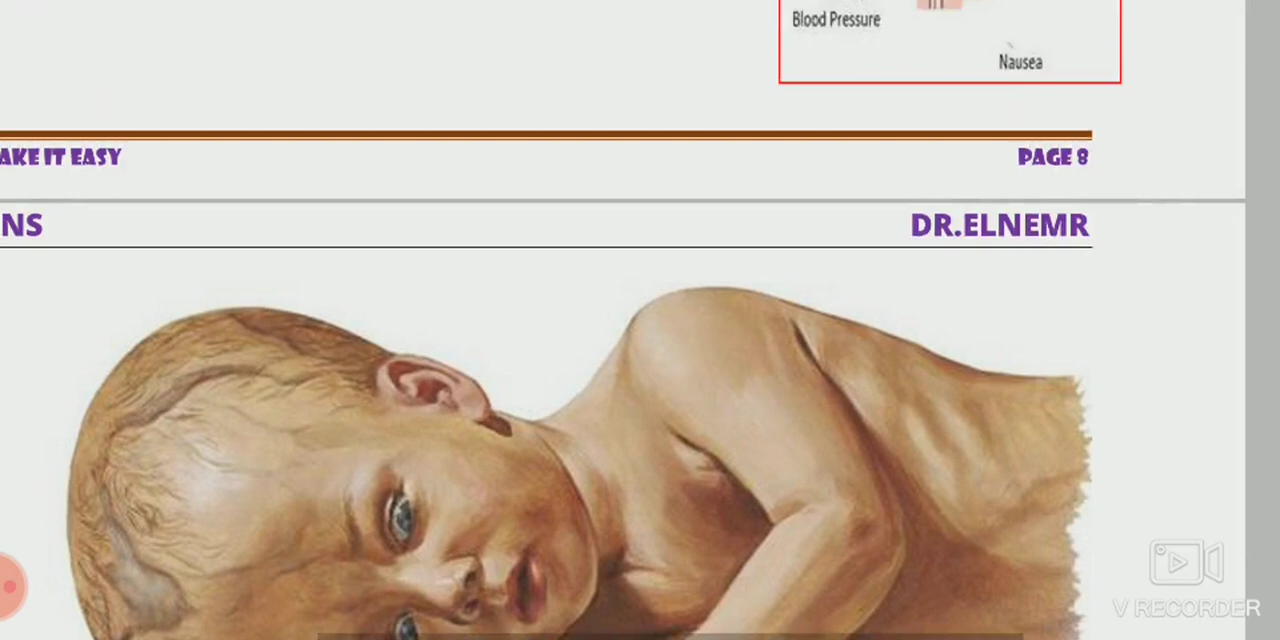 Blood Pressure
Nausea
AKE IT EASY
PAGE 8
NS
DR.ELNEMR
V RECORDER